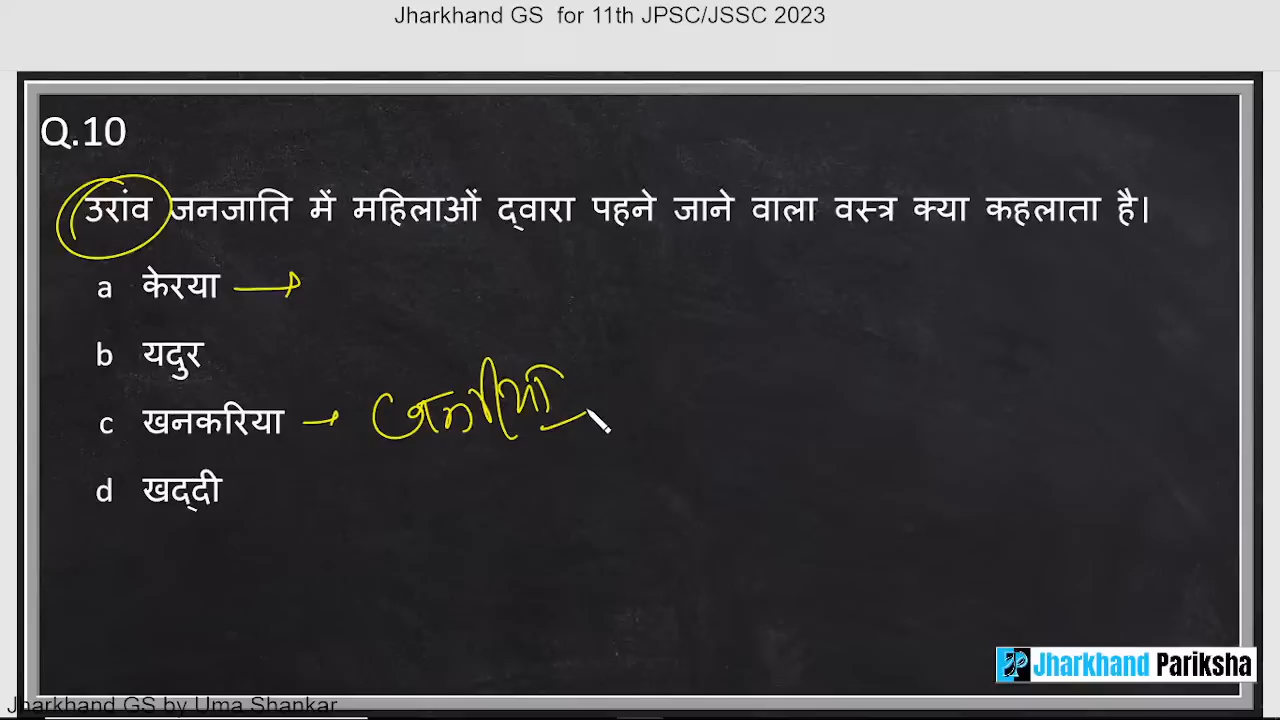 Jharkhand GS for 11th JPSC/JSSC 2023
Q.10
उरांव जनजाति में महिलाओं द्वारा पहने जाने वाला वस्त्र क्या कहलाता है।
a केरया
b यदुर
c खनकरिया
d खद्दी
Jharkhand Pariksha
Jharkhand GS by Uma Shankar